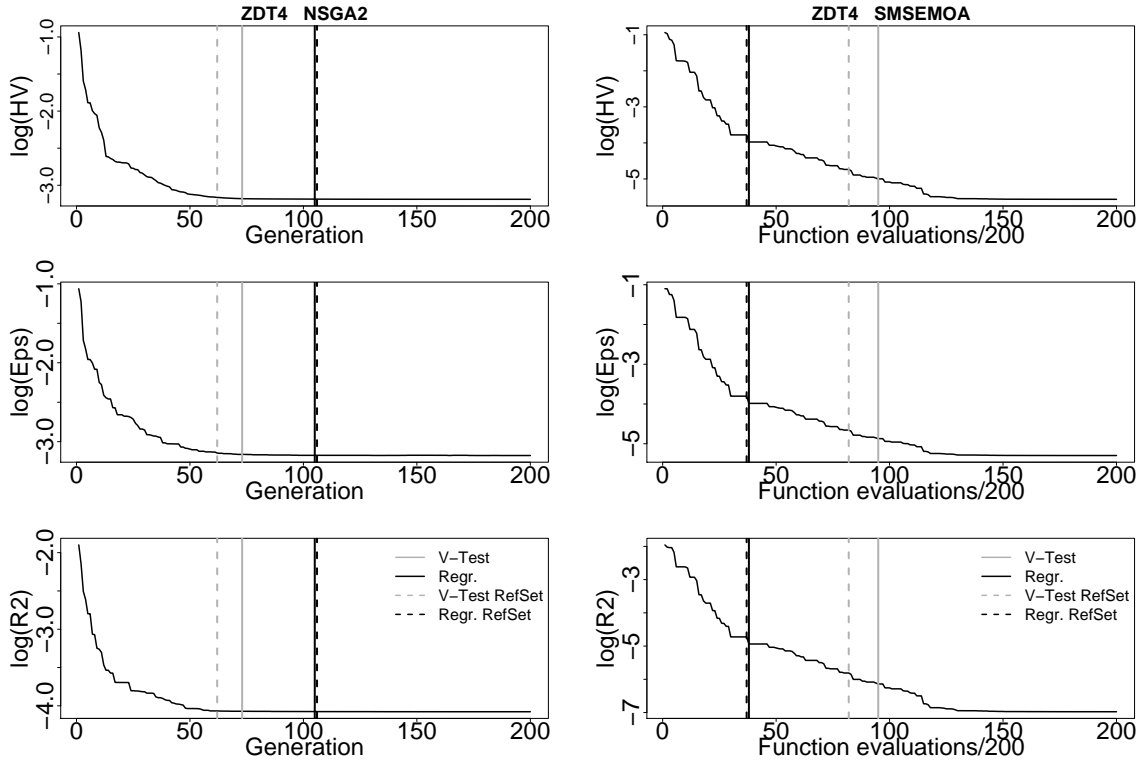 ZDT4 NSGA2
log(HV)
−1.0
−2.0
−3.0
0 50 100 150 200
Generation
ZDT4 SMSEMOA
log(HV)
−1
−3
−5
0 50 100 150 200
Function evaluations/200
log(Eps)
−1.0
−2.0
−3.0
0 50 100 150 200
Generation
log(Eps)
−1
−3
−5
0 50 100 150 200
Function evaluations/200
log(R2)
−2.0
−3.0
−4.0
0 50 100 150 200
Generation
V−Test
Regr.
V−Test RefSet
Regr. RefSet
log(R2)
−3
−5
−7
0 50 100 150 200
Function evaluations/200
V−Test
Regr.
V−Test RefSet
Regr. RefSet